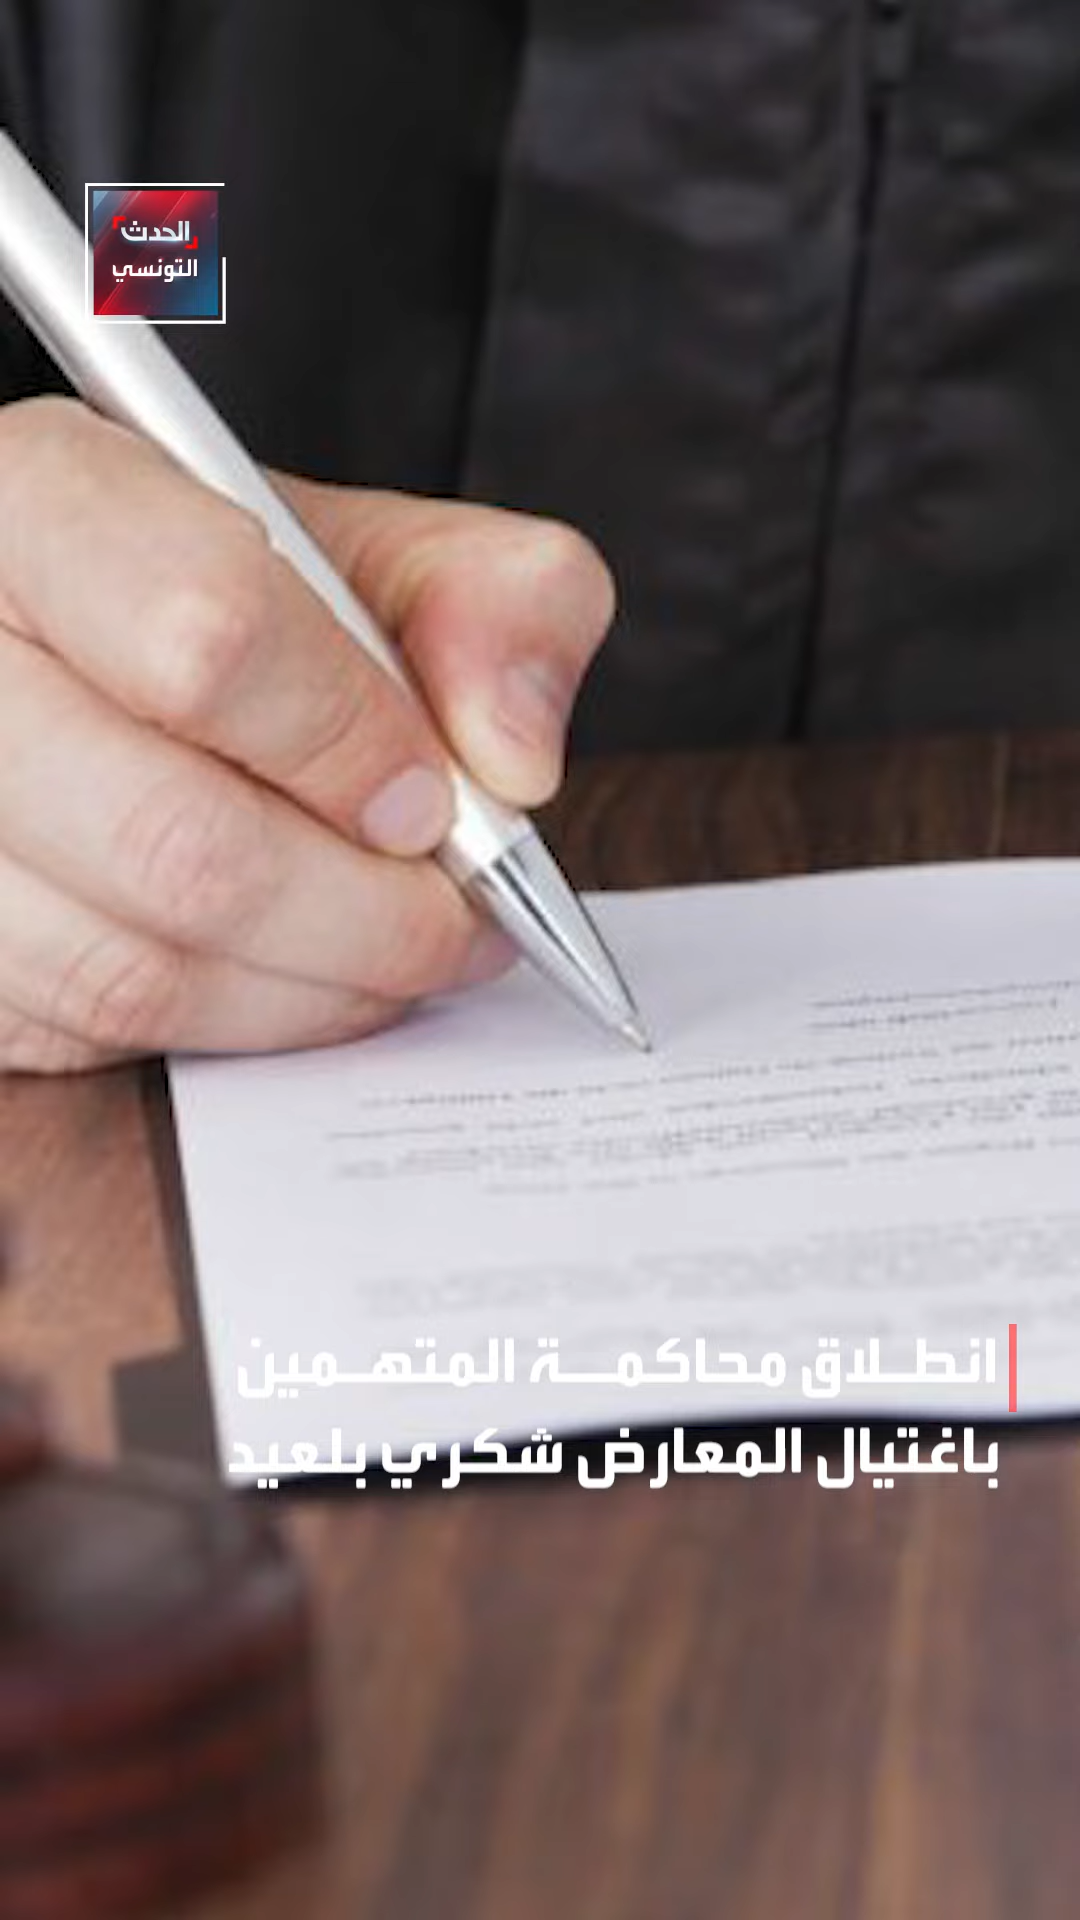 الحدث
التونسي
انطلاق محاكمة المتهمين
باغتيال المعارض شكري بلعيد